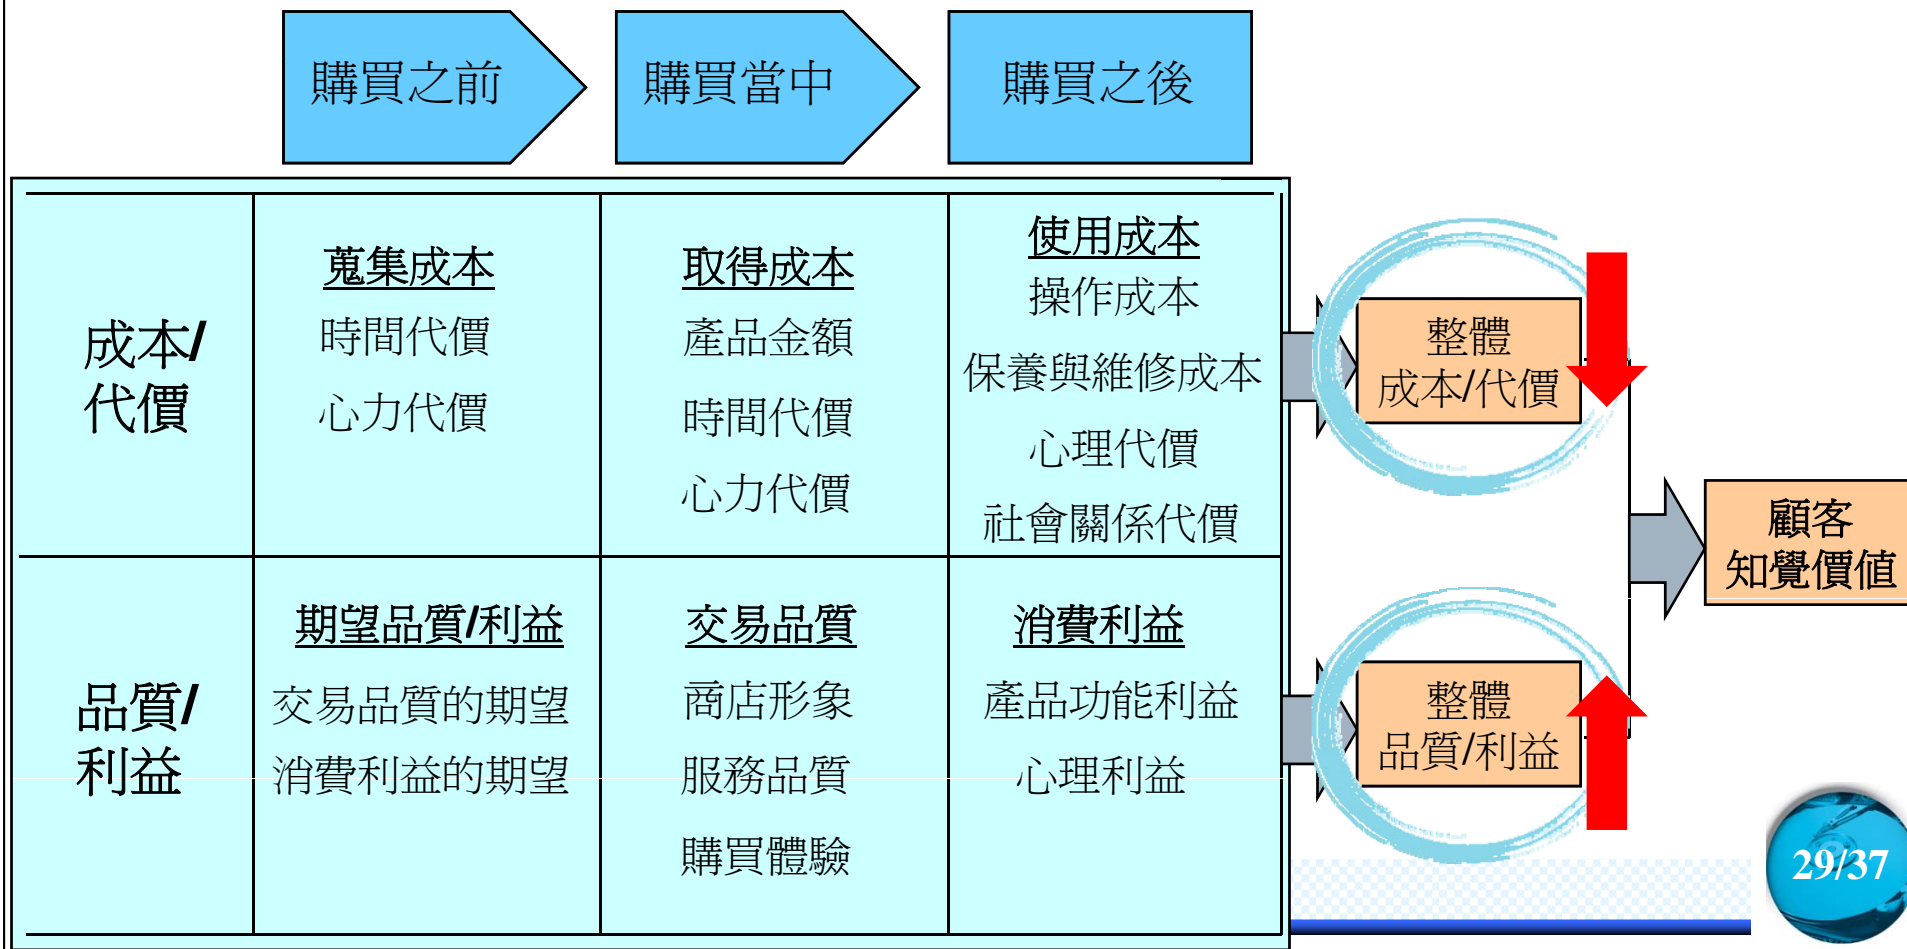 購買之前
購買當中
購買之後
成本/
代價
蒐集成本
時間代價
心力代價
取得成本
產品金額
時間代價
心力代價
使用成本
操作成本
保養與維修成本
心理代價
社會關係代價
整體
成本/代價
品質/
利益
期望品質/利益
交易品質的期望
消費利益的期望
交易品質
商店形象
服務品質
購買體驗
消費利益
產品功能利益
心理利益
整體
品質/利益
顧客
知覺價值
29/37